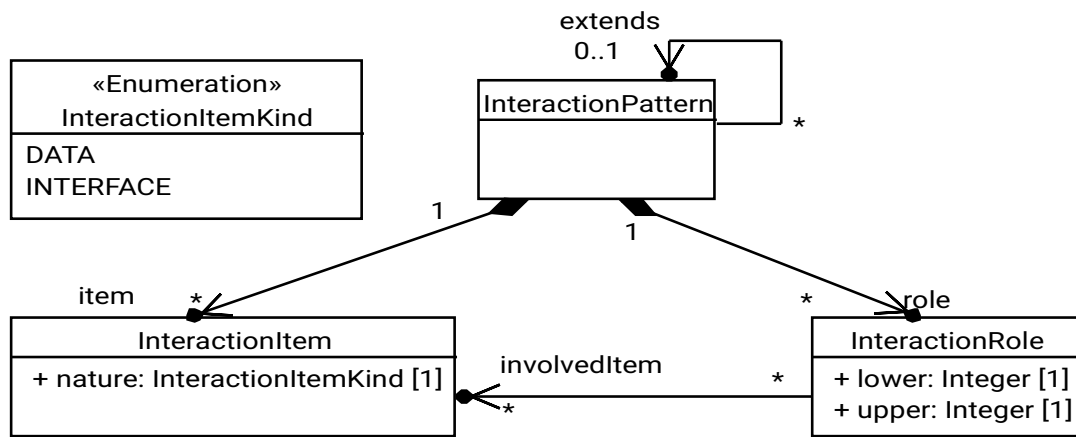 extends
0..1
«Enumeration»
InteractionItemKind
DATA
INTERFACE
InteractionPattern
*
1
1
item
*
*
role
InteractionItem
+ nature: InteractionItemKind [1]
involvedItem
*
*
InteractionRole
+ lower: Integer [1]
+ upper: Integer [1]